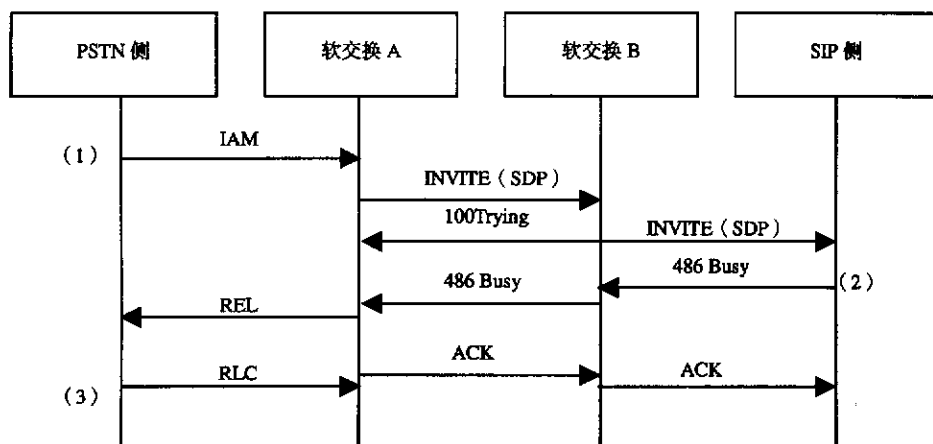 PSTN 侧
软交换 A
软交换 B
SIP 侧
IAM
(1)
INVITE(SDP)
100Trying
INVITE(SDP)
486 Busy
486 Busy
(2)
REL
ACK
RLC
ACK
(3)